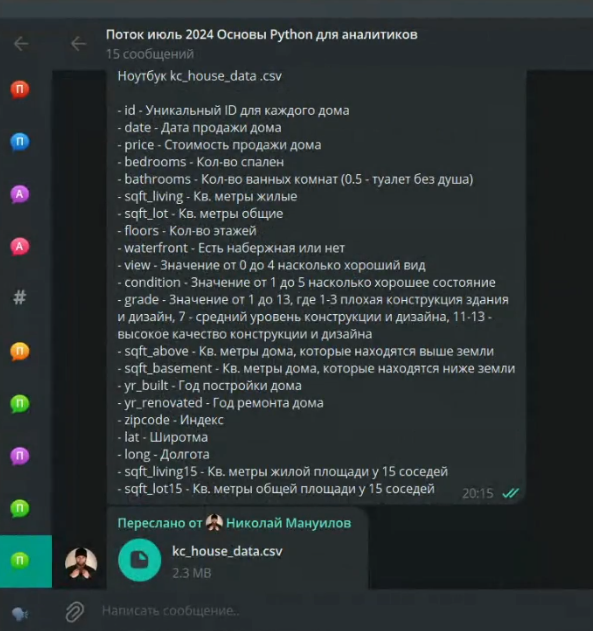 Поток июль 2024 Основы Python для аналитиков
15 сообщений
Ноутбук kc_house_data .csv
- id - Уникальный ID для каждого дома
- date - Дата продажи дома
- price - Стоимость продажи дома
- bedrooms - Кол-во спален
- bathrooms - Кол-во ванных комнат (0.5 - туалет без душа)
- sqft_living - Кв. метры жилые
- sqft_lot - Кв. метры общие
- floors - Кол-во этажей
- waterfront - Есть набережная или нет
- view - Значение от 0 до 4 насколько хороший вид
- condition - Значение от 1 до 5 насколько хорошее состояние
- grade - Значение от 1 до 13, где 1-3 плохая конструкция здания
и дизайн, 7 - средний уровень конструкции и дизайна, 11-13 -
высокое качество конструкции и дизайна
- sqft_above - Кв. метры дома, которые находятся выше земли
- sqft_basement - Кв. метры дома, которые находятся ниже земли
- yr_built - Год постройки дома
- yr_renovated - Год ремонта дома
- zipcode - Индекс
- lat - Широтма
- long - Долгота
- sqft_living15 - Кв. метры жилой площади у 15 соседей
- sqft_lot15 - Кв. метры общей площади у 15 соседей
20:15
Переслано от Николай Мануилов
kc_house_data.csv
2.3 MB
Написать сообщение...
П
П
А
А
#
П
П
П
П
П